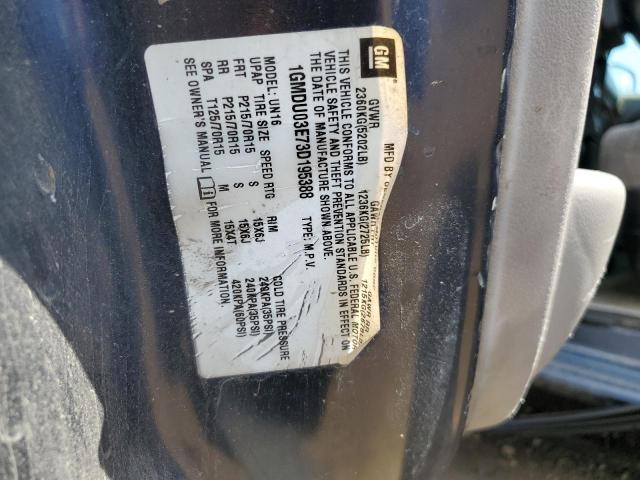 GM
MFD BY
GVWR
2360KG(5202LB)
1236KG(2725LB)
THIS VEHICLE CONFORMS TO ALL APPLICABLE U.S. FEDERAL MOTOR
VEHICLE SAFETY AND THEFT PREVENTION STANDARDS IN EFFECT ON
THE DATE OF MANUFACTURE SHOWN ABOVE.
1GMDU03E73D195388 TYPE: M.P.V.
MODEL: UN16
UPAP TIRE SIZE SPEED RTG RIM COLD TIRE PRESSURE
FRT P215/70R15 S 15X6J 240KPA(35PSI)
RR P215/70R15 S 15X6J 240KPA(35PSI)
SPA T125/70R15 M 15X4T 420KPA(60PSI)
SEE OWNER'S MANUAL FOR MORE INFORMATION.